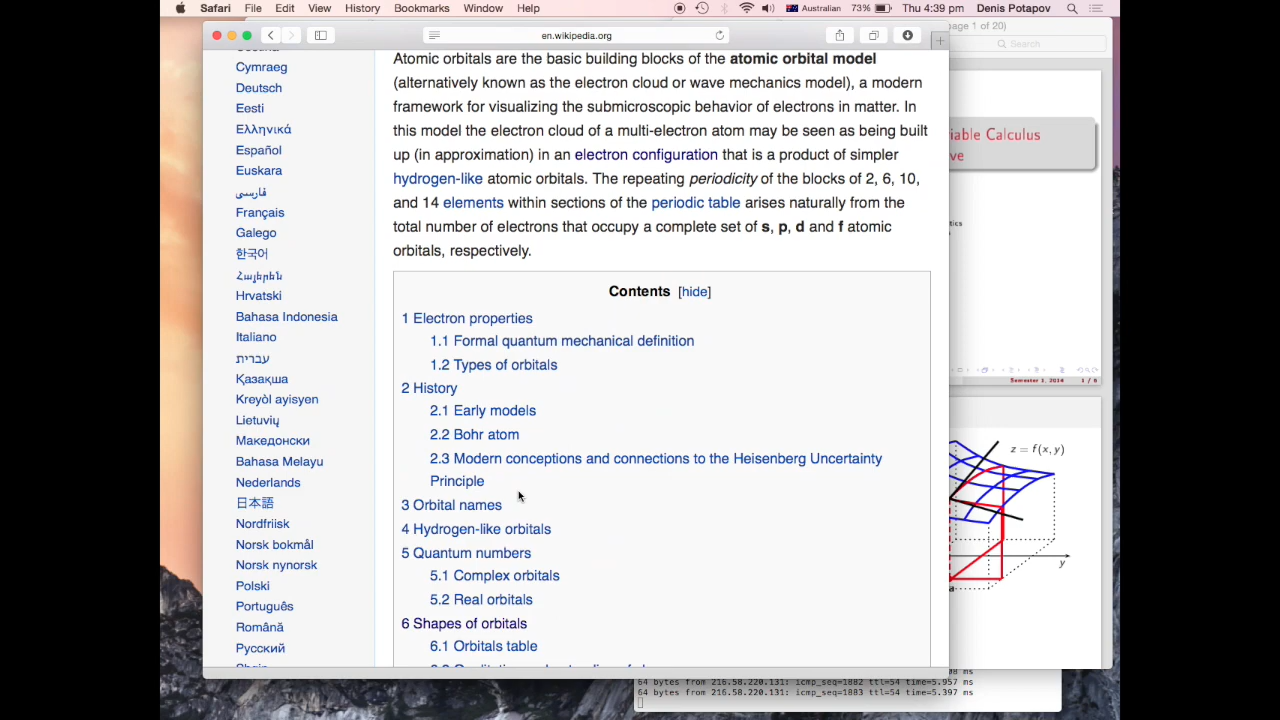 Safari File Edit View History Bookmarks Window Help Australian 73% Thu 4:39 pm Denis Potapov
en.wikipedia.org
Cymraeg
Deutsch
Eesti
Ελληνικά
Español
Euskara
فارسی
Français
Galego
한국어
Հայերեն
Hrvatski
Bahasa Indonesia
Italiano
עברית
Қазақша
Kreyòl ayisyen
Lietuvių
Македонски
Bahasa Melayu
Nederlands
日本語
Nordfriisk
Norsk bokmål
Norsk nynorsk
Polski
Português
Română
Русский
Atomic orbitals are the basic building blocks of the atomic orbital model
(alternatively known as the electron cloud or wave mechanics model), a modern
framework for visualizing the submicroscopic behavior of electrons in matter. In
this model the electron cloud of a multi-electron atom may be seen as being built
up (in approximation) in an electron configuration that is a product of simpler
hydrogen-like atomic orbitals. The repeating periodicity of the blocks of 2, 6, 10,
and 14 elements within sections of the periodic table arises naturally from the
total number of electrons that occupy a complete set of s, p, d and f atomic
orbitals, respectively.
Contents [hide]
1 Electron properties
1.1 Formal quantum mechanical definition
1.2 Types of orbitals
2 History
2.1 Early models
2.2 Bohr atom
2.3 Modern conceptions and connections to the Heisenberg Uncertainty
Principle
3 Orbital names
4 Hydrogen-like orbitals
5 Quantum numbers
5.1 Complex orbitals
5.2 Real orbitals
6 Shapes of orbitals
6.1 Orbitals table
age 1 of 20)
Search
iable Calculus
ve
tics
Semester 1, 2014 1 / 6
z = f(x, y)
y
a
64 bytes from 216.58.220.131: icmp_seq=1882 ttl=54 time=5.957 ms
64 bytes from 216.58.220.131: icmp_seq=1883 ttl=54 time=5.397 ms